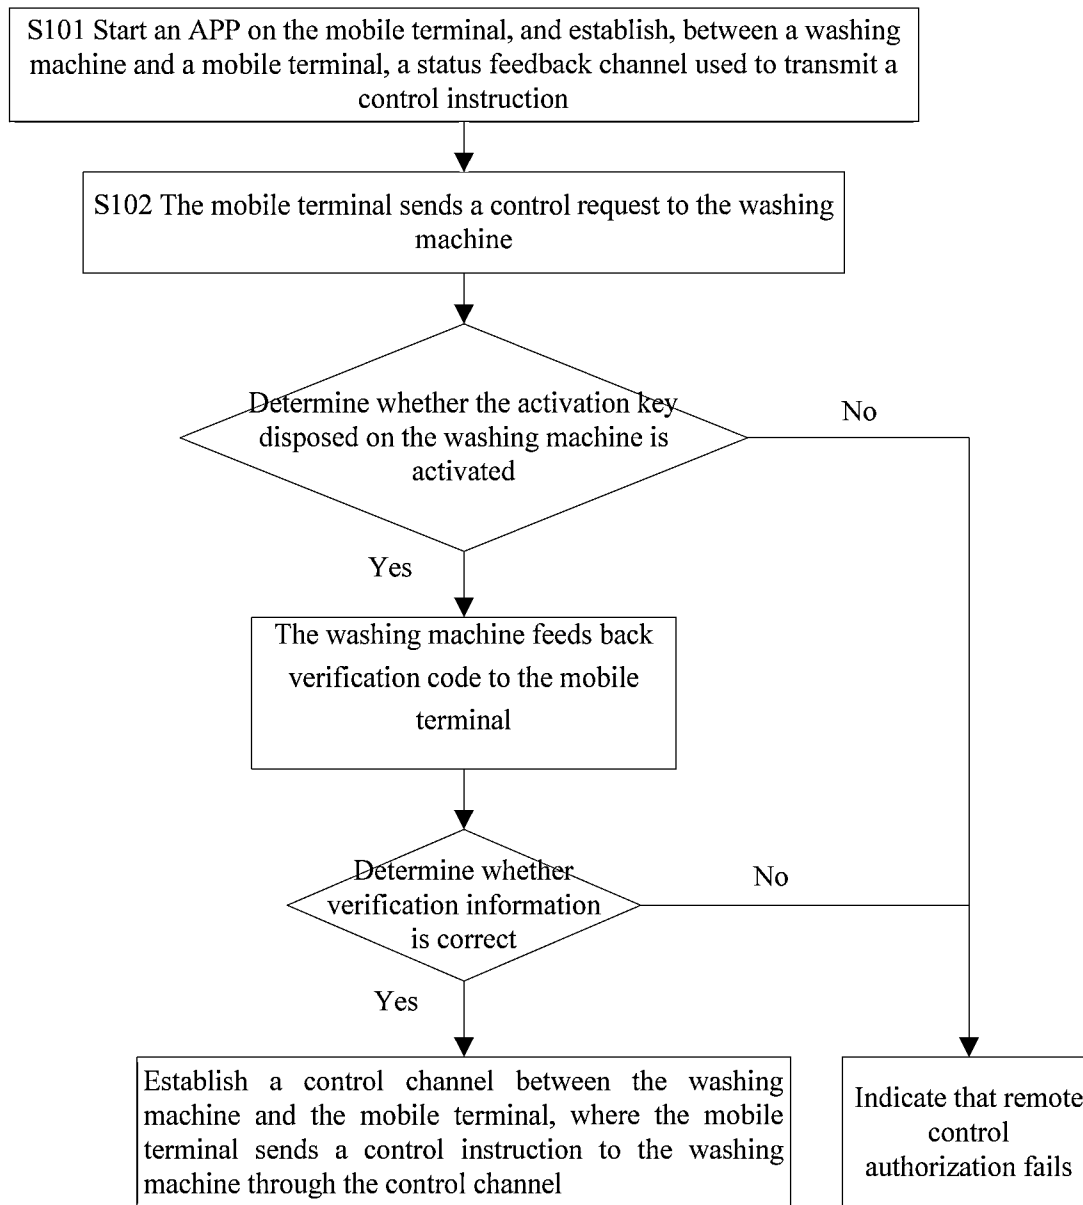 S101 Start an APP on the mobile terminal, and establish, between a washing
machine and a mobile terminal, a status feedback channel used to transmit a
control instruction
S102 The mobile terminal sends a control request to the washing
machine
Determine whether the activation key
disposed on the washing machine is
activated
No
Yes
The washing machine feeds back
verification code to the mobile
terminal
Determine whether
verification information
is correct
No
Yes
Establish a control channel between the washing
machine and the mobile terminal, where the mobile
terminal sends a control instruction to the washing
machine through the control channel
Indicate that remote
control
authorization fails